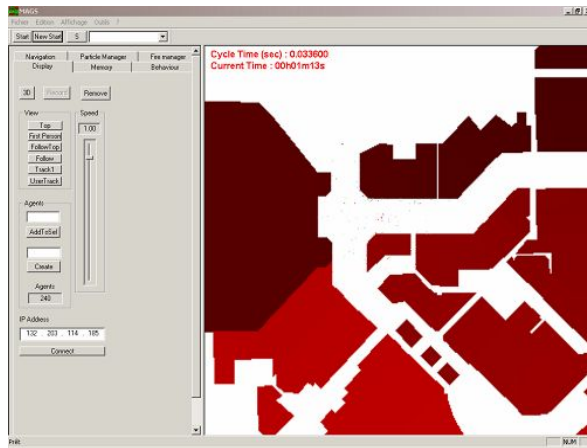 MAGS
Fichier Edition Affichage Outils ?
Start New Start S
Navigation Particle Manager Fire manager
Display Memory Behaviour
3D Record Remove
View
Top
First Person
FollowTop
Follow
Track1
UserTrack
Speed
1.00
Agents
AddToSel
Create
Agents
240
IP Address
132 . 203 . 114 . 185
Connect
Cycle Time (sec) : 0.033600
Current Time : 00h01m13s
Prêt
NUM